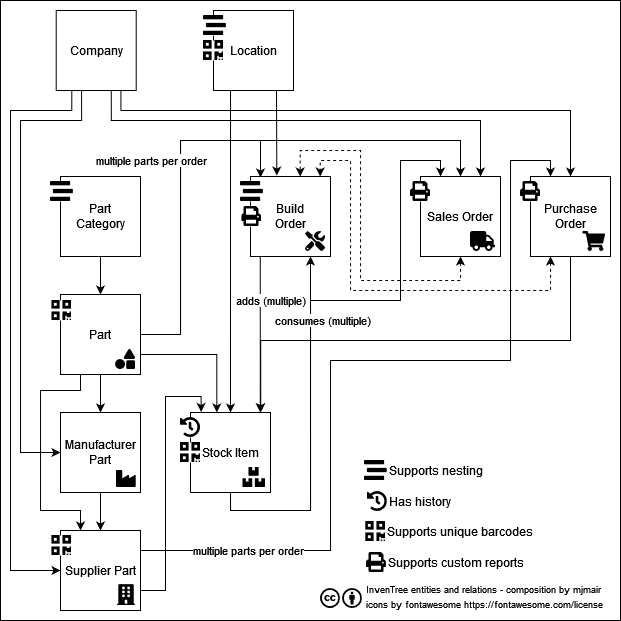 Company
Location
multiple parts per order
Part
Category
Build
Order
Sales Order
Purchase
Order
adds (multiple)
consumes (multiple)
Part
Manufacturer
Part
Stock Item
Supports nesting
Has history
Supports unique barcodes
multiple parts per order
Supports custom reports
Supplier Part
InvenTree entities and relations - composition by mjmair
cc
icons by fontawesome https://fontawesome.com/license